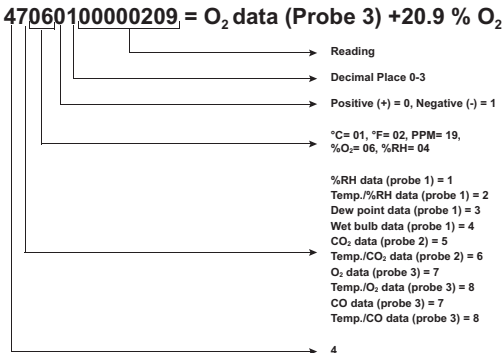 47060100000209 = O₂ data (Probe 3) +20.9 % O₂
Reading
Decimal Place 0-3
Positive (+) = 0, Negative (-) = 1
°C= 01, °F= 02, PPM= 19,
%O₂= 06, %RH= 04
%RH data (probe 1) = 1
Temp./%RH data (probe 1) = 2
Dew point data (probe 1) = 3
Wet bulb data (probe 1) = 4
CO₂ data (probe 2) = 5
Temp./CO₂ data (probe 2) = 6
O₂ data (probe 3) = 7
Temp./O₂ data (probe 3) = 8
CO data (probe 3) = 7
Temp./CO data (probe 3) = 8
4